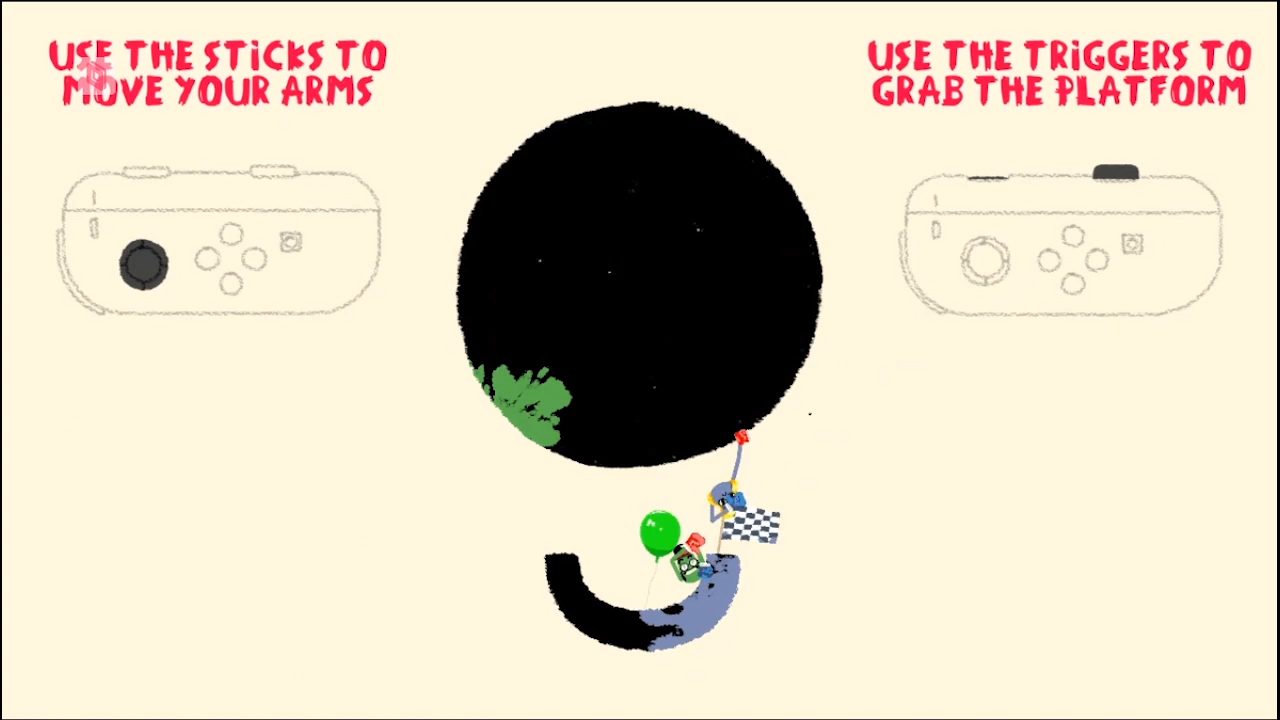 USE THE STICKS TO
MOVE YOUR ARMS
USE THE TRIGGERS TO
GRAB THE PLATFORM